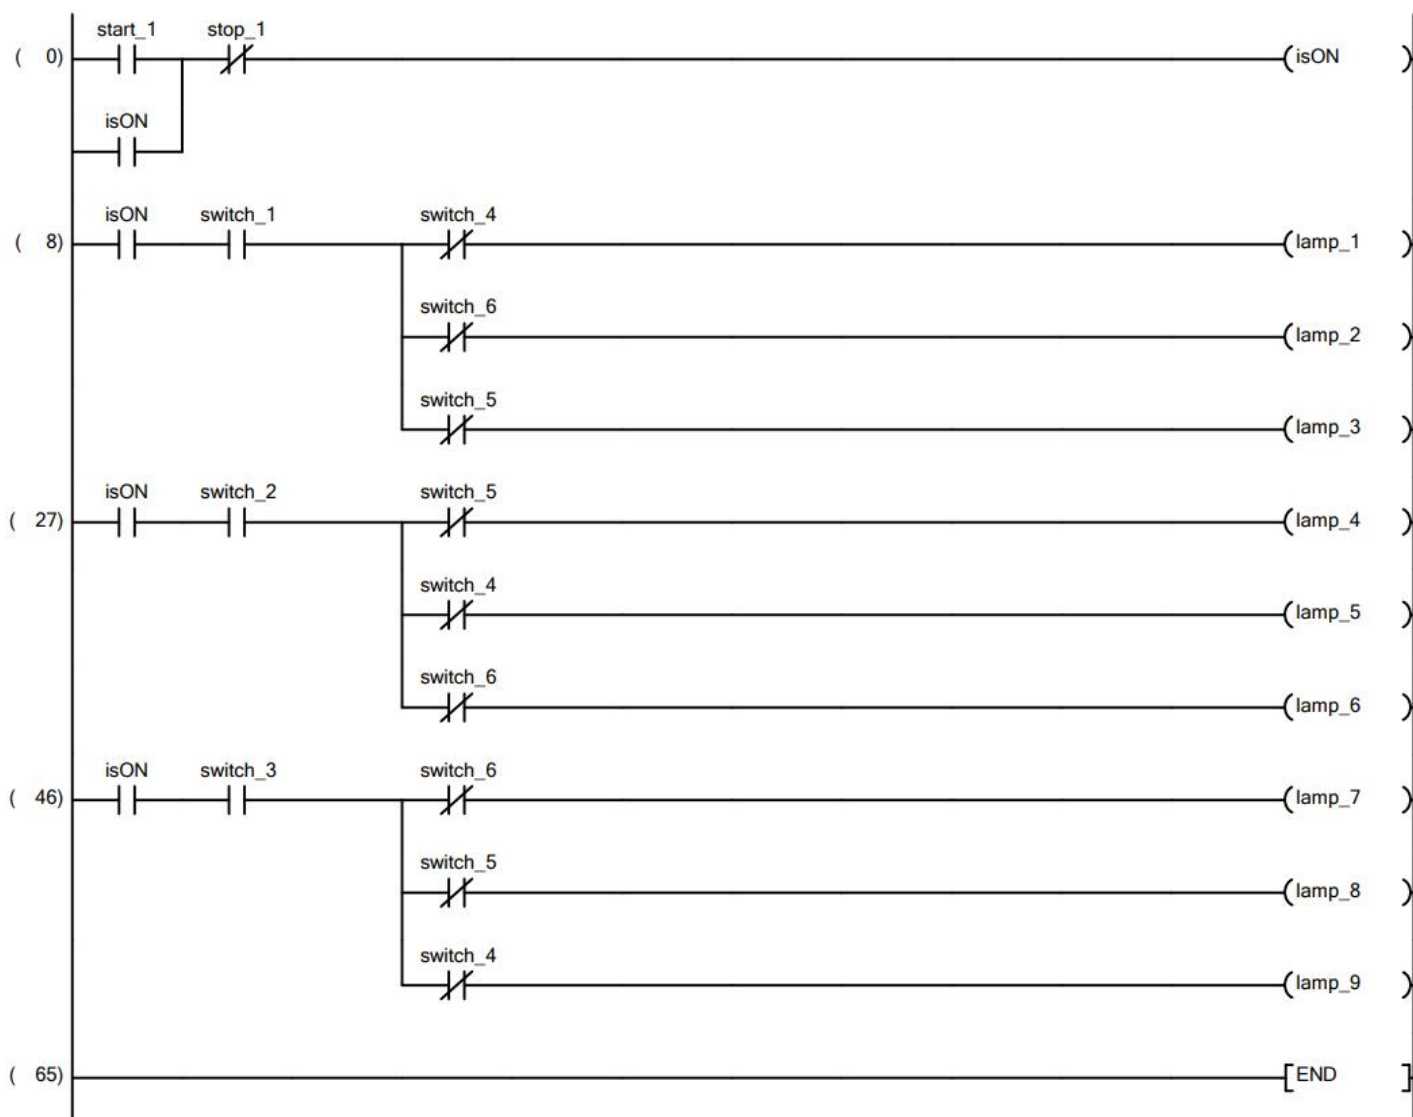 start_1 stop_1
( 0) (isON )
isON
isON switch_1 switch_4
( 8) (lamp_1 )
switch_6
(lamp_2 )
switch_5
(lamp_3 )
isON switch_2 switch_5
( 27) (lamp_4 )
switch_4
(lamp_5 )
switch_6
(lamp_6 )
isON switch_3 switch_6
( 46) (lamp_7 )
switch_5
(lamp_8 )
switch_4
(lamp_9 )
( 65) [END ]